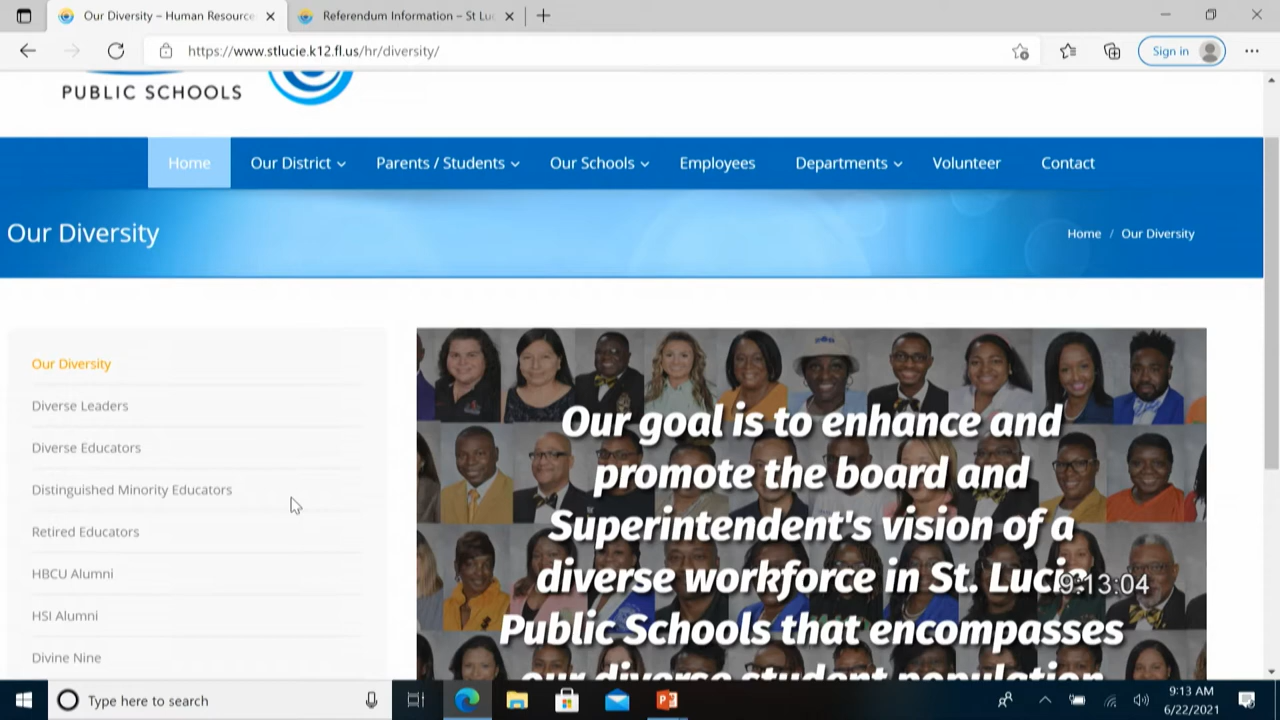 Our Diversity – Human Resource
Referendum Information – St Luc
https://www.stlucie.k12.fl.us/hr/diversity/
Sign in
PUBLIC SCHOOLS
Home
Our District
Parents / Students
Our Schools
Employees
Departments
Volunteer
Contact
Our Diversity
Home / Our Diversity
Our Diversity
Diverse Leaders
Diverse Educators
Distinguished Minority Educators
Retired Educators
HBCU Alumni
HSI Alumni
Divine Nine
Our goal is to enhance and
promote the board and
Superintendent's vision of a
diverse workforce in St. Lucie
9:13:04
Public Schools that encompasses
our diverse student population
Type here to search
9:13 AM
6/22/2021